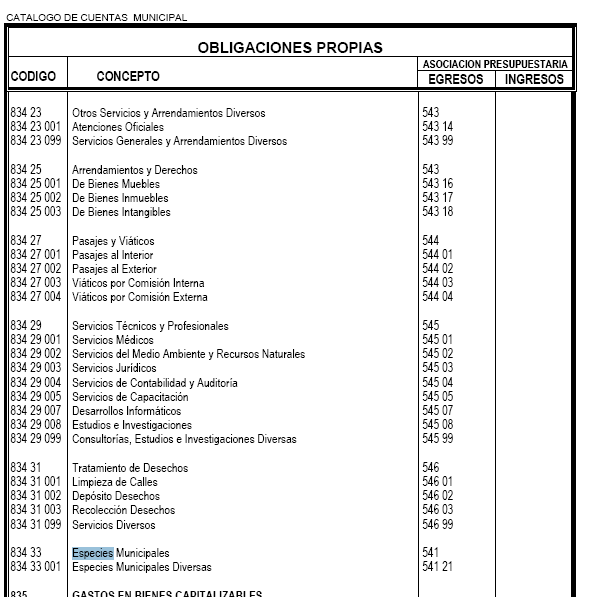 CATALOGO DE CUENTAS MUNICIPAL
OBLIGACIONES PROPIAS
CODIGO CONCEPTO ASOCIACION PRESUPUESTARIA
EGRESOS INGRESOS
834 23 Otros Servicios y Arrendamientos Diversos 543
834 23 001 Atenciones Oficiales 543 14
834 23 099 Servicios Generales y Arrendamientos Diversos 543 99
834 25 Arrendamientos y Derechos 543
834 25 001 De Bienes Muebles 543 16
834 25 002 De Bienes Inmuebles 543 17
834 25 003 De Bienes Intangibles 543 18
834 27 Pasajes y Viáticos 544
834 27 001 Pasajes al Interior 544 01
834 27 002 Pasajes al Exterior 544 02
834 27 003 Viáticos por Comisión Interna 544 03
834 27 004 Viáticos por Comisión Externa 544 04
834 29 Servicios Técnicos y Profesionales 545
834 29 001 Servicios Médicos 545 01
834 29 002 Servicios del Medio Ambiente y Recursos Naturales 545 02
834 29 003 Servicios Jurídicos 545 03
834 29 004 Servicios de Contabilidad y Auditoría 545 04
834 29 005 Servicios de Capacitación 545 05
834 29 007 Desarrollos Informáticos 545 07
834 29 008 Estudios e Investigaciones 545 08
834 29 099 Consultorías, Estudios e Investigaciones Diversas 545 99
834 31 Tratamiento de Desechos 546
834 31 001 Limpieza de Calles 546 01
834 31 002 Depósito Desechos 546 02
834 31 003 Recolección Desechos 546 03
834 31 099 Servicios Diversos 546 99
834 33 Especies Municipales 541
834 33 001 Especies Municipales Diversas 541 21
835 GASTOS EN BIENES CAPITALIZABLES